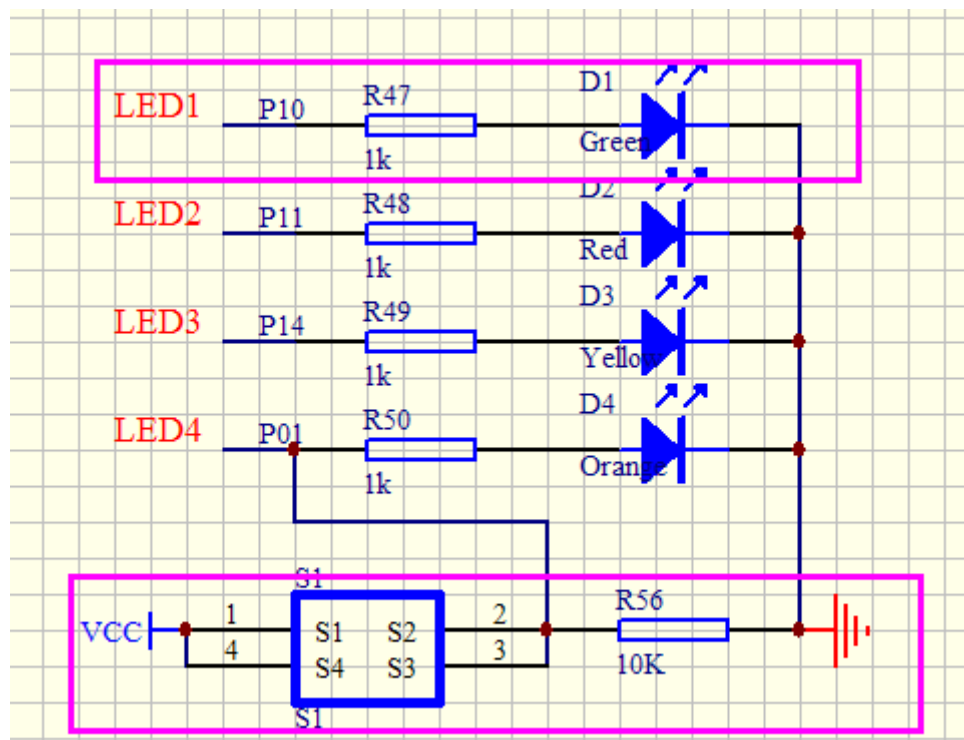 D1
R47
LED1 P10
Green
1k
D2
R48
LED2 P11
Red
1k
D3
R49
LED3 P14
Yellow
1k
D4
R50
LED4 P01
Orange
1k
S1
R56
VCC 1 S1 S2 2
4 S4 S3 3
10K
S1